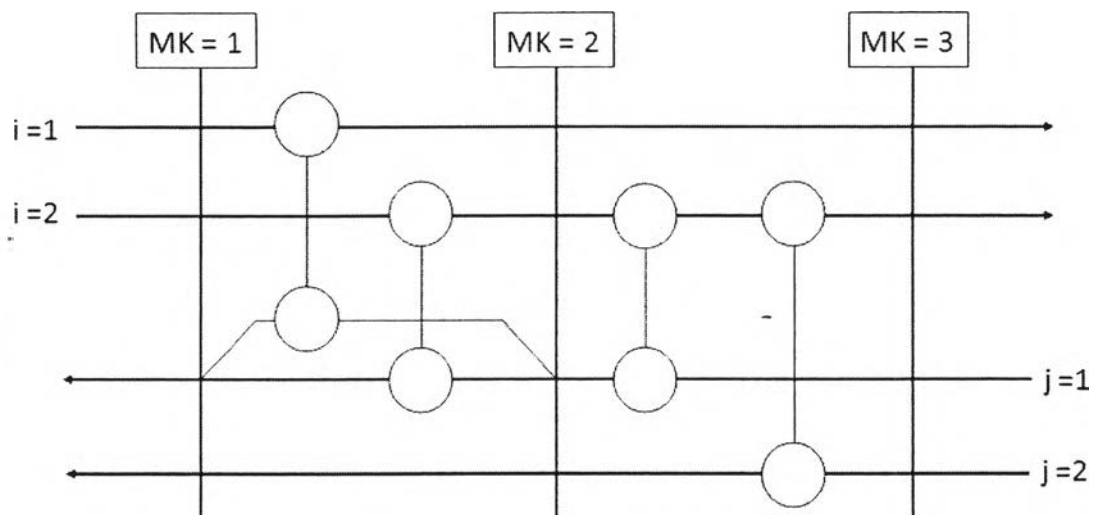 MK = 1
MK = 2
MK = 3
i=1
i=2
j=1
j=2